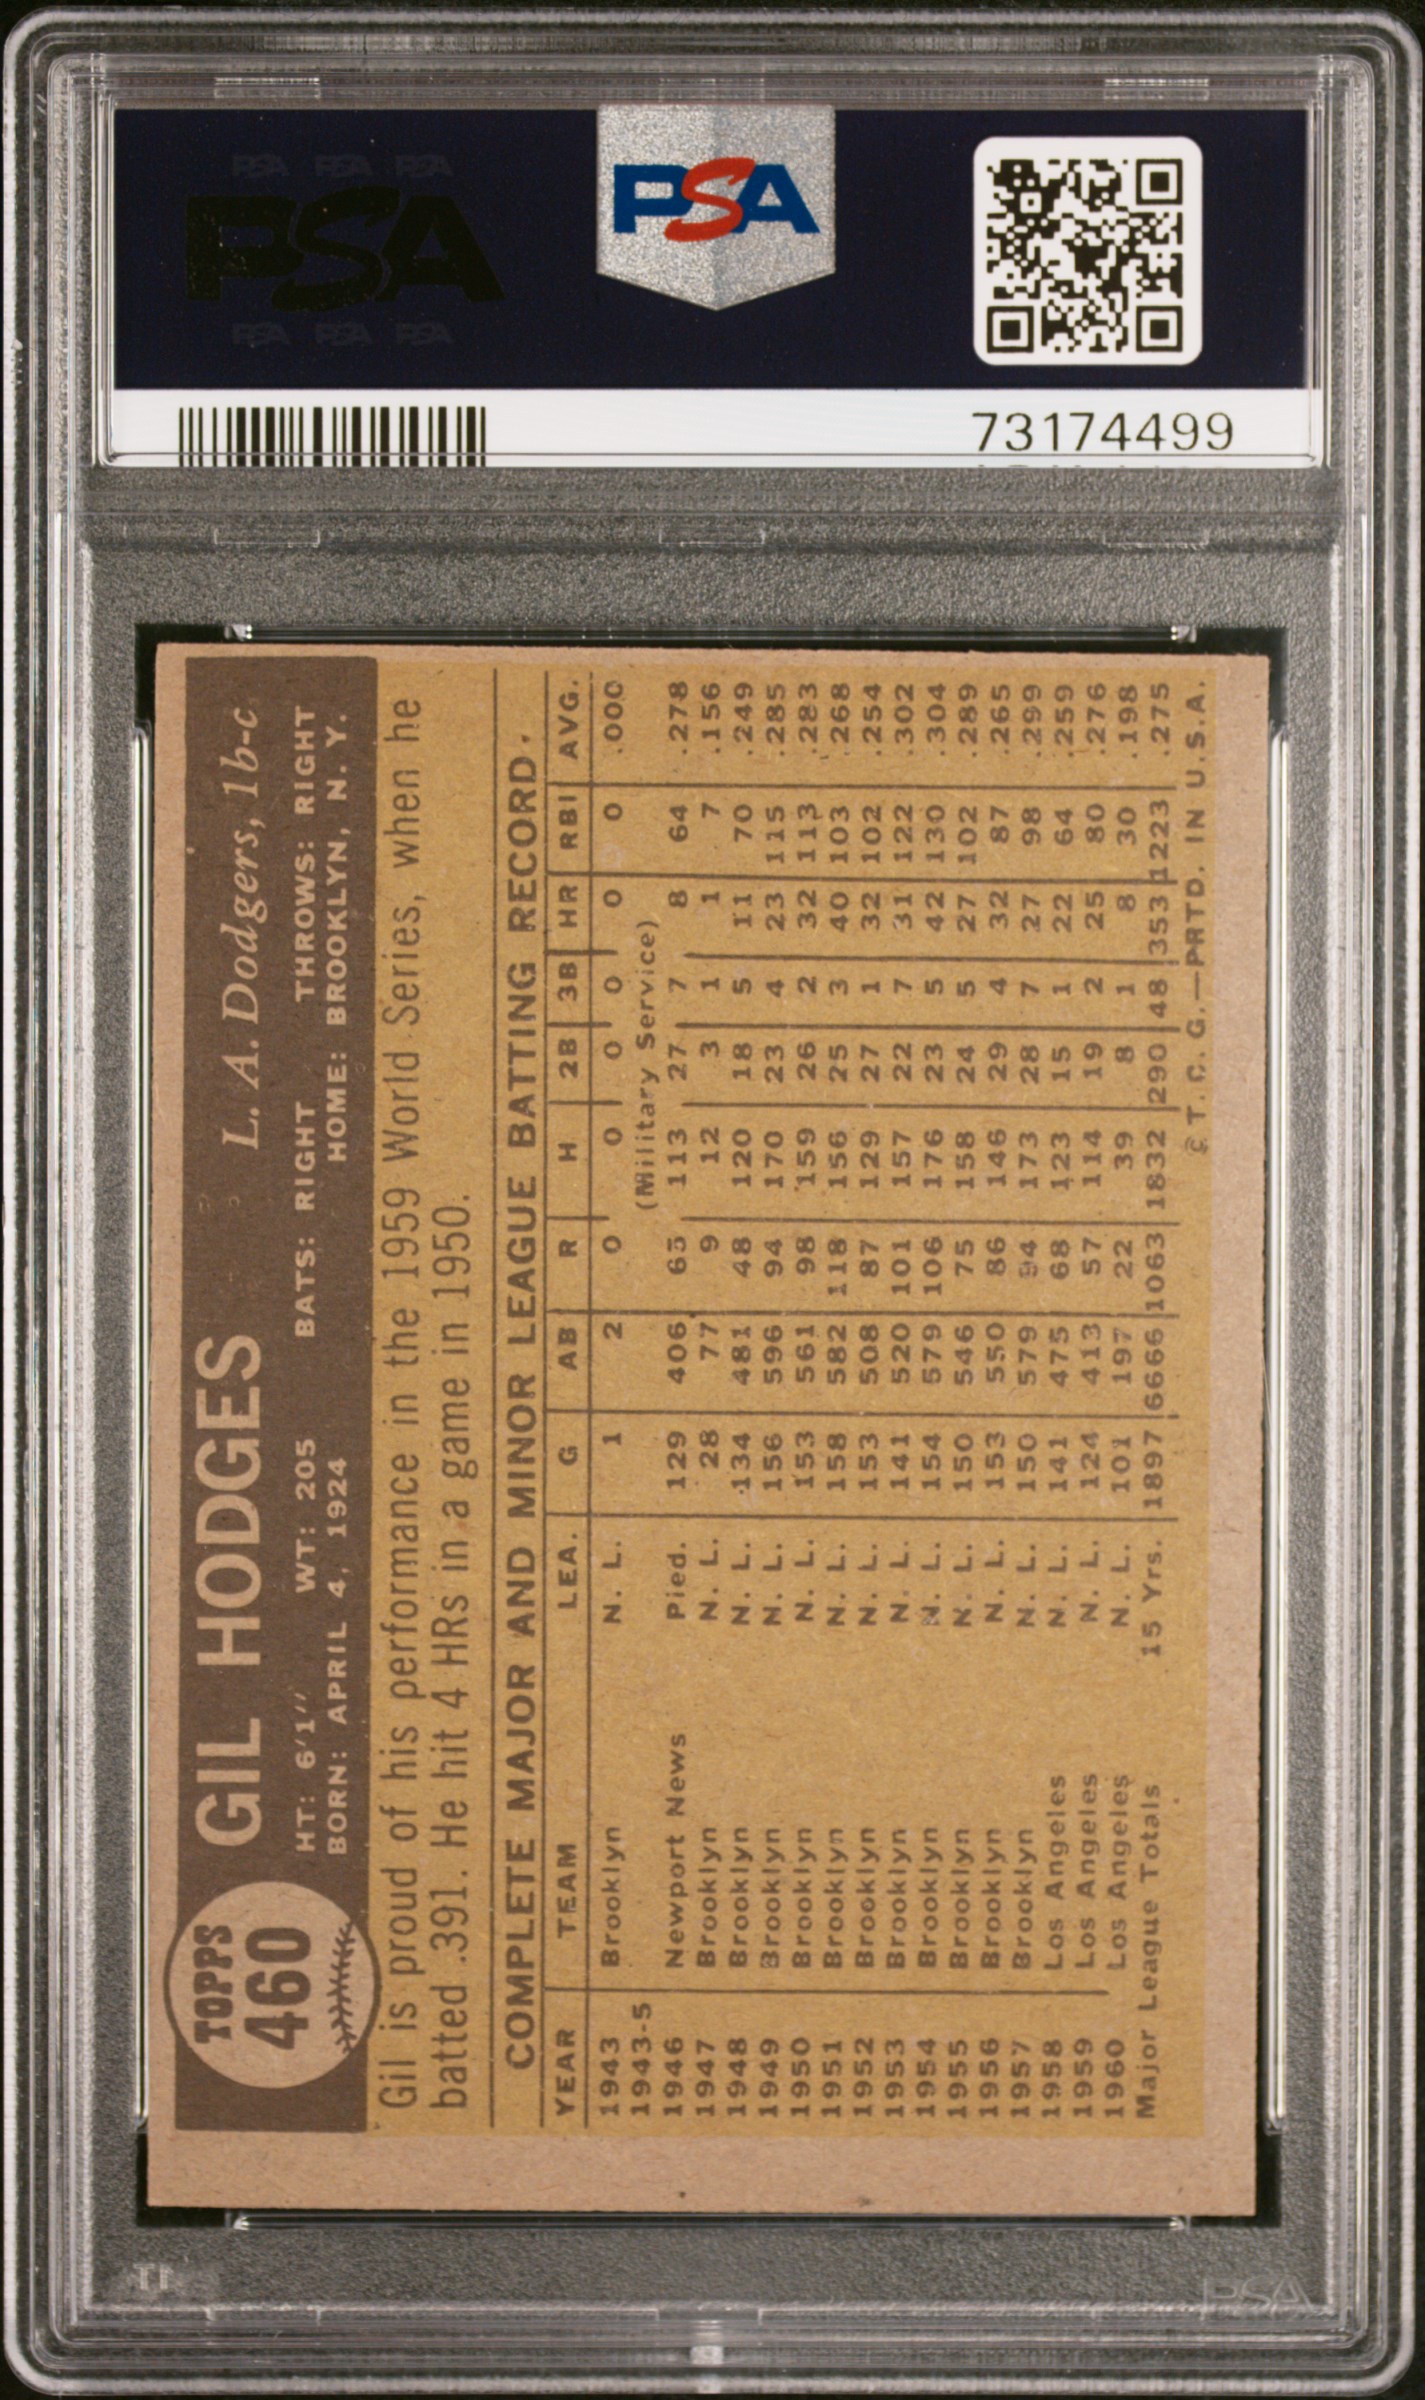 PSA PSA PSA
PSA
PSA PSA PSA
PSA
73174499
TOPPS
460
GIL HODGES
L. A. Dodgers, 1b-c
HT: 6'1" WT: 205 BATS: RIGHT THROWS: RIGHT
BORN: APRIL 4, 1924 HOME: BROOKLYN, N. Y.
Gil is proud of his performance in the 1959 World Series, when he
batted .391. He hit 4 HRs in a game in 1950.
COMPLETE MAJOR AND MINOR LEAGUE BATTING RECORD.
YEAR TEAM LEA. G AB R H 2B 3B HR RBI AVG.
1943 Brooklyn N. L. 1 2 0 0 0 0 0 0 .000
1943-5 (Military Service)
1946 Newport News Pied. 129 406 65 113 27 7 8 64 .278
1947 Brooklyn N. L. 28 77 9 12 3 1 1 7 .156
1948 Brooklyn N. L. 134 481 48 120 18 5 11 70 .249
1949 Brooklyn N. L. 156 596 94 170 23 4 23 115 .285
1950 Brooklyn N. L. 153 561 98 159 26 2 32 113 .283
1951 Brooklyn N. L. 158 582 118 156 25 3 40 103 .268
1952 Brooklyn N. L. 153 508 87 129 27 1 32 102 .254
1953 Brooklyn N. L. 141 520 101 157 22 7 31 122 .302
1954 Brooklyn N. L. 154 579 106 176 23 5 42 130 .304
1955 Brooklyn N. L. 150 546 75 158 24 5 27 102 .289
1956 Brooklyn N. L. 153 550 86 146 29 4 32 87 .265
1957 Brooklyn N. L. 150 579 94 173 28 7 27 98 .299
1958 Los Angeles N. L. 141 475 68 123 15 1 22 64 .259
1959 Los Angeles N. L. 124 413 57 114 19 2 25 80 .276
1960 Los Angeles N. L. 101 197 22 39 8 1 8 30 .198
Major League Totals 15 Yrs. 1897 6666 1063 1832 290 48 353 1223 .275
© T. C. G.—PRTD. IN U.S.A.
PSA